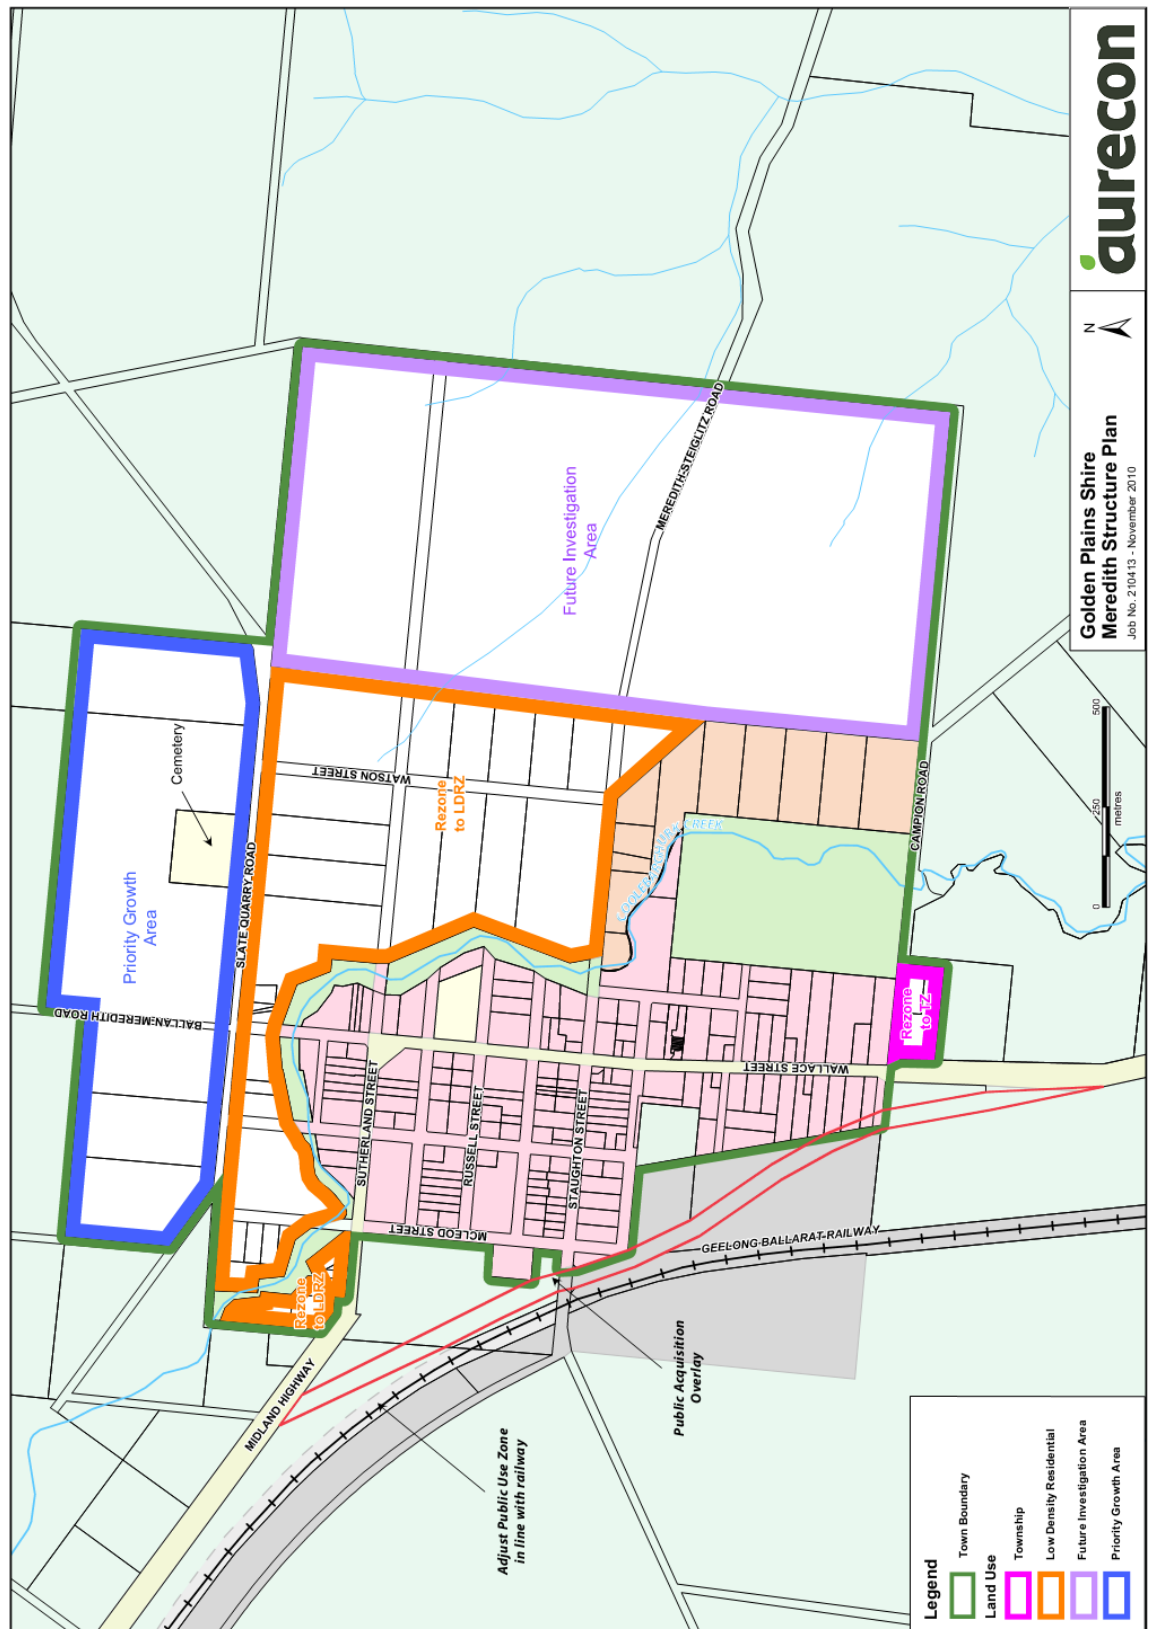 Cemetery
Priority Growth
Area
SLATE QUARRY ROAD
BALLAN-MEREDITH ROAD
WATSON STREET
Rezone
to LDRZ
Future Investigation
Area
MEREDITH-STEIGLITZ ROAD
COOLEBARGHURK CREEK
CAMPION ROAD
SUTHERLAND STREET
RUSSELL STREET
STAUGHTON STREET
WALLACE STREET
MCLEOD STREET
Rezone
to TZ
Rezone
to LDRZ
MIDLAND HIGHWAY
GEELONG-BALLARAT-RAILWAY
Public Acquisition
Overlay
Adjust Public Use Zone
in line with railway
Legend
Town Boundary
Land Use
Township
Low Density Residential
Future Investigation Area
Priority Growth Area
0 250 500
metres
Golden Plains Shire
Meredith Structure Plan
Job No. 210413 - November 2010
N
aurecon